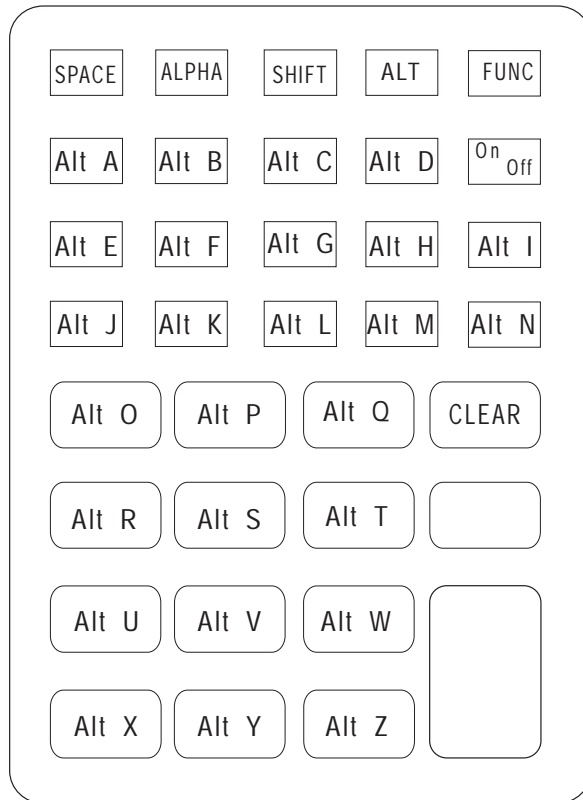 SPACE ALPHA SHIFT ALT FUNC
Alt A Alt B Alt C Alt D On Off
Alt E Alt F Alt G Alt H Alt I
Alt J Alt K Alt L Alt M Alt N
Alt O Alt P Alt Q CLEAR
Alt R Alt S Alt T
Alt U Alt V Alt W
Alt X Alt Y Alt Z